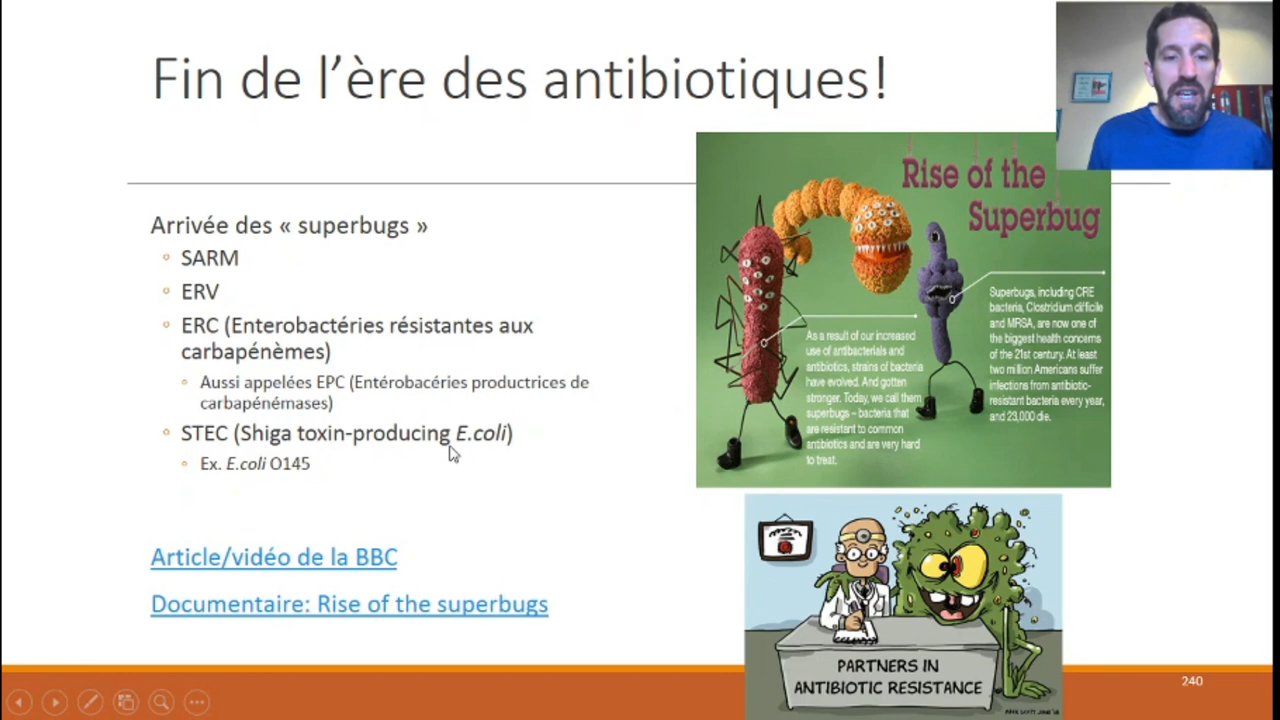 Fin de l’ère des antibiotiques!
Arrivée des « superbugs »
SARM
ERV
ERC (Enterobactéries résistantes aux
carbapénèmes)
Aussi appelées EPC (Entérobacéries productrices de
carbapénémases)
STEC (Shiga toxin-producing E.coli)
Ex. E.coli O145
Article/vidéo de la BBC
Documentaire: Rise of the superbugs
Rise of the
Superbug
As a result of our increased
use of antibacterials and
antibiotics, strains of bacteria
have evolved. And gotten
stronger. Today, we call them
superbugs – bacteria that
are resistant to common
antibiotics and are very hard
to treat.
Superbugs, including CRE
bacteria, Clostridium difficile
and MRSA, are now one of
the biggest health concerns
of the 21st century. At least
two million Americans suffer
infections from antibiotic-
resistant bacteria every year,
and 23,000 die.
PARTNERS IN
ANTIBIOTIC RESISTANCE
240